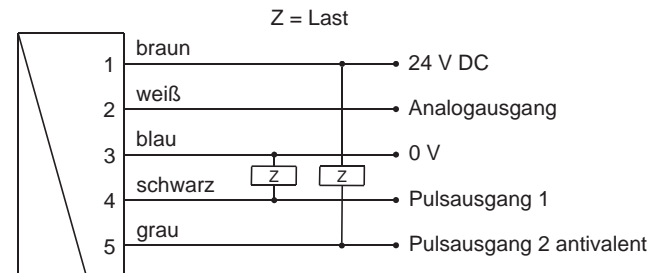 Z = Last
braun
1
24 V DC
weiß
2
Analogausgang
blau
3
0 V
Z
Z
schwarz
4
Pulsausgang 1
grau
5
Pulsausgang 2 antivalent